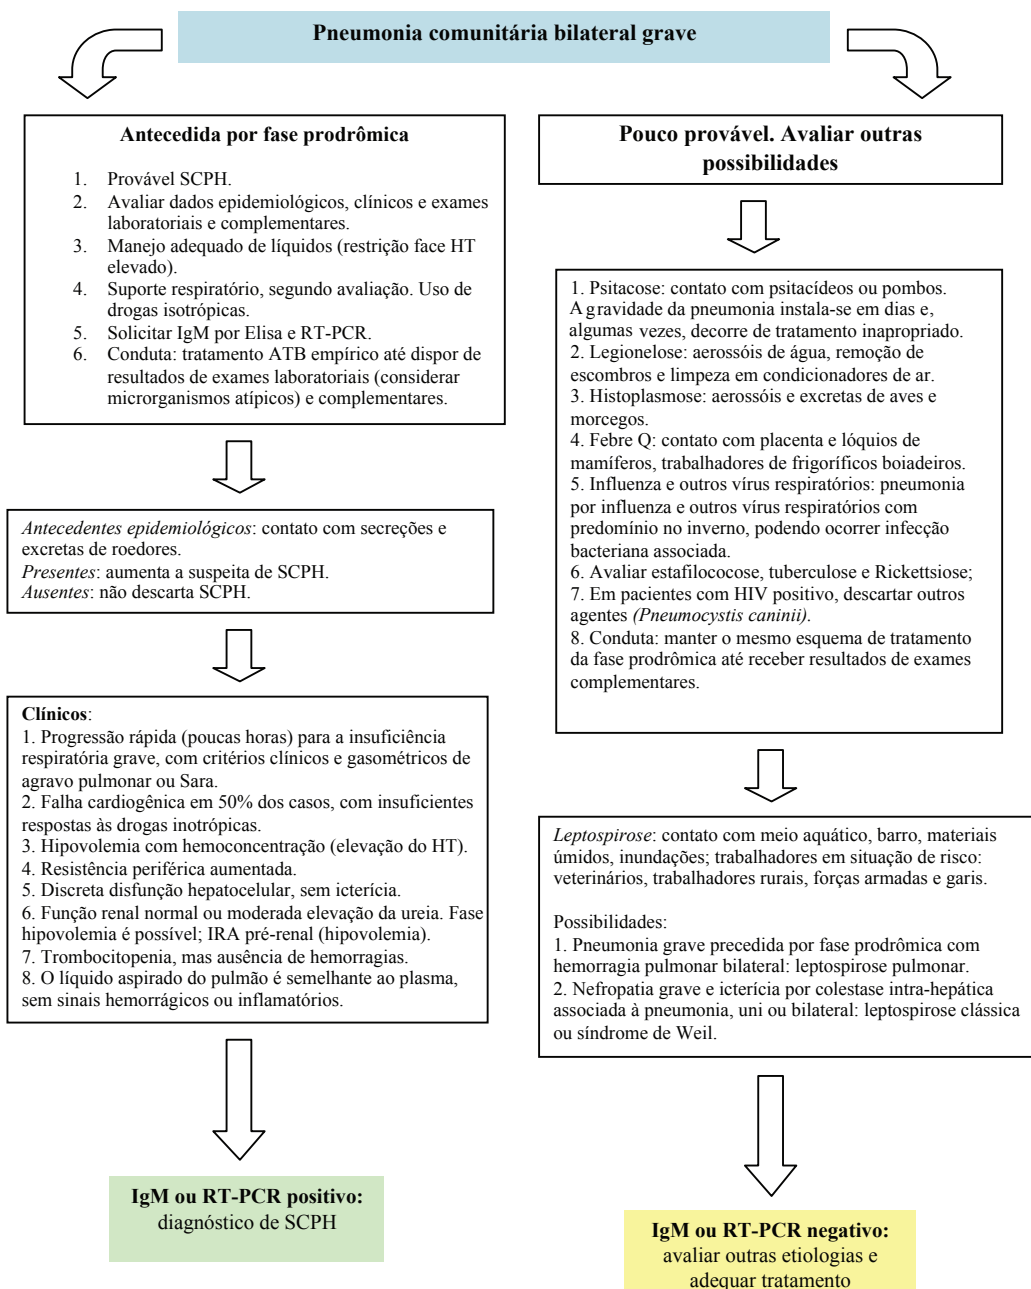 Pneumonia comunitária bilateral grave
Antecedida por fase prodrômica
1. Provável SCPH.
2. Avaliar dados epidemiológicos, clínicos e exames
laboratoriais e complementares.
3. Manejo adequado de líquidos (restrição face HT
elevado).
4. Suporte respiratório, segundo avaliação. Uso de
drogas isotrópicas.
5. Solicitar IgM por Elisa e RT-PCR.
6. Conduta: tratamento ATB empírico até dispor de
resultados de exames laboratoriais (considerar
microrganismos atípicos) e complementares.
Antecedentes epidemiológicos: contato com secreções e
excretas de roedores.
Presentes: aumenta a suspeita de SCPH.
Ausentes: não descarta SCPH.
Clínicos:
1. Progressão rápida (poucas horas) para a insuficiência
respiratória grave, com critérios clínicos e gasométricos de
agravo pulmonar ou Sara.
2. Falha cardiogênica em 50% dos casos, com insuficientes
respostas às drogas inotrópicas.
3. Hipovolemia com hemoconcentração (elevação do HT).
4. Resistência periférica aumentada.
5. Discreta disfunção hepatocelular, sem icterícia.
6. Função renal normal ou moderada elevação da ureia. Fase
hipovolemia é possível; IRA pré-renal (hipovolemia).
7. Trombocitopenia, mas ausência de hemorragias.
8. O líquido aspirado do pulmão é semelhante ao plasma,
sem sinais hemorrágicos ou inflamatórios.
IgM ou RT-PCR positivo:
diagnóstico de SCPH
Pouco provável. Avaliar outras
possibilidades
1. Psitacose: contato com psitacídeos ou pombos.
A gravidade da pneumonia instala-se em dias e,
algumas vezes, decorre de tratamento inapropriado.
2. Legionelose: aerossóis de água, remoção de
escombros e limpeza em condicionadores de ar.
3. Histoplasmose: aerossóis e excretas de aves e
morcegos.
4. Febre Q: contato com placenta e lóquios de
mamíferos, trabalhadores de frigoríficos boiadeiros.
5. Influenza e outros vírus respiratórios: pneumonia
por influenza e outros vírus respiratórios com
predomínio no inverno, podendo ocorrer infecção
bacteriana associada.
6. Avaliar estafilococose, tuberculose e Rickettsiose;
7. Em pacientes com HIV positivo, descartar outros
agentes (Pneumocystis caninii).
8. Conduta: manter o mesmo esquema de tratamento
da fase prodrômica até receber resultados de exames
complementares.
Leptospirose: contato com meio aquático, barro, materiais
úmidos, inundações; trabalhadores em situação de risco:
veterinários, trabalhadores rurais, forças armadas e garis.
Possibilidades:
1. Pneumonia grave precedida por fase prodrômica com
hemorragia pulmonar bilateral: leptospirose pulmonar.
2. Nefropatia grave e icterícia por colestase intra-hepática
associada à pneumonia, uni ou bilateral: leptospirose clássica
ou síndrome de Weil.
IgM ou RT-PCR negativo:
avaliar outras etiologias e
adequar tratamento